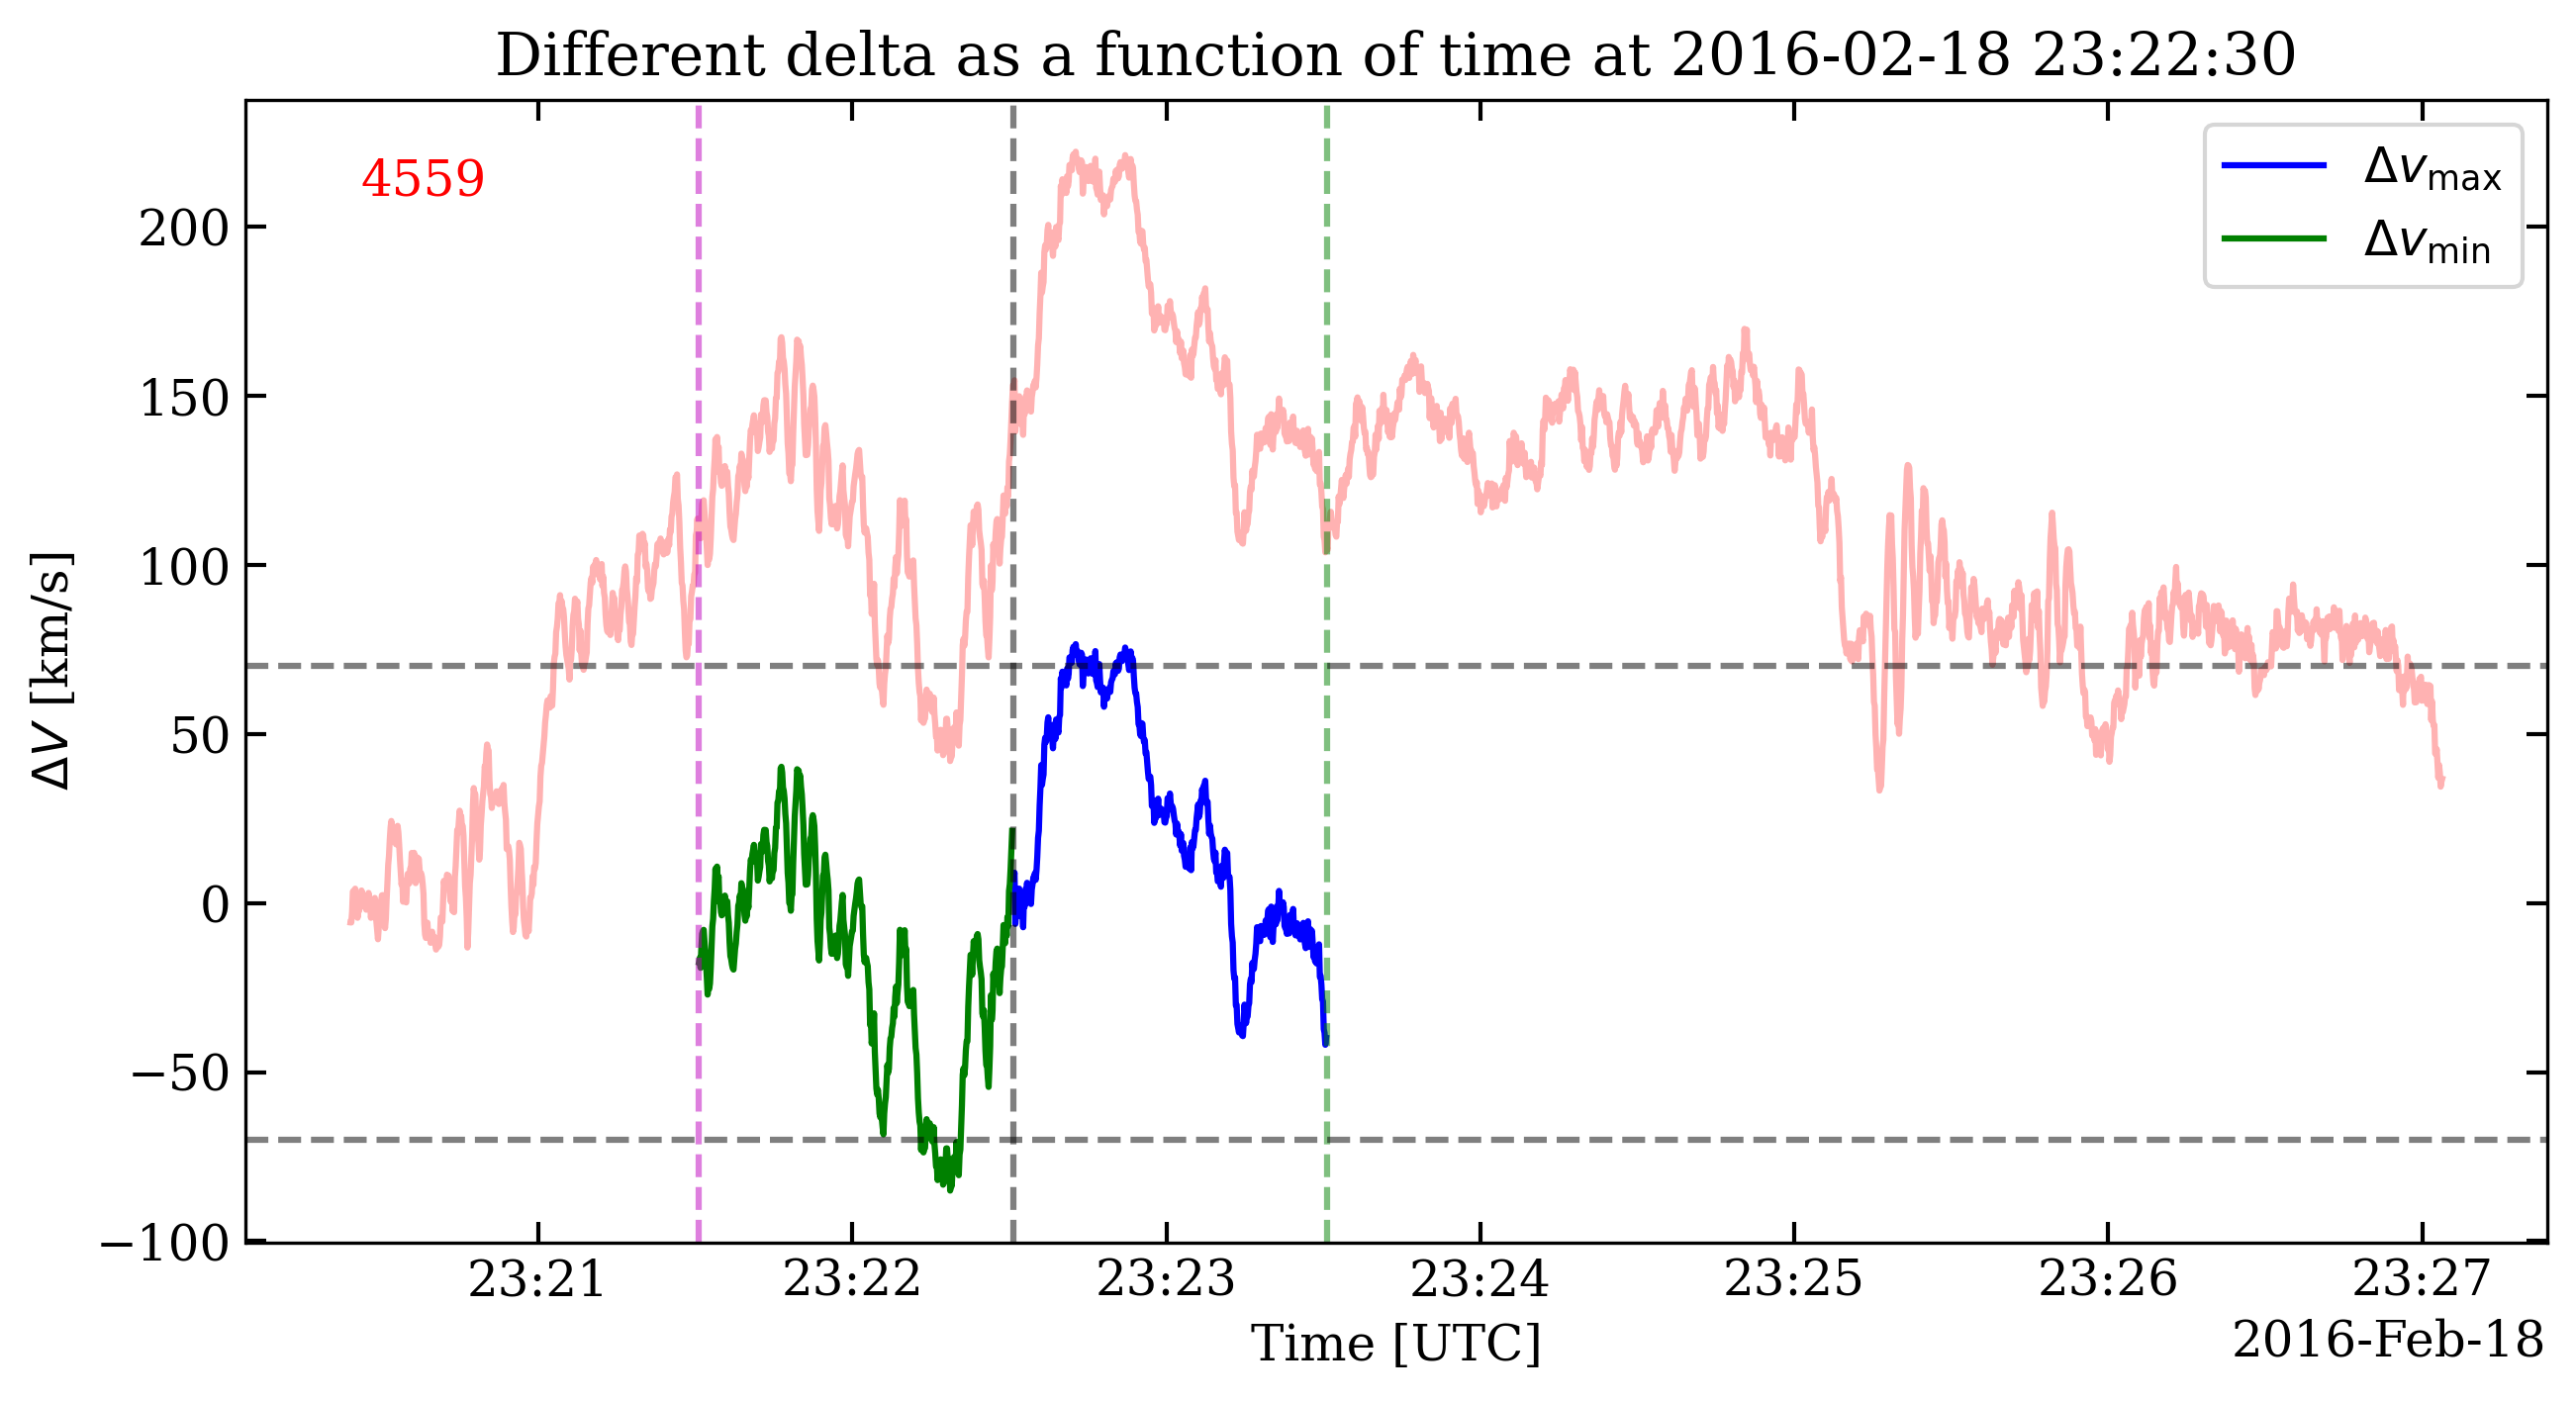 Different delta as a function of time at 2016-02-18 23:22:30
4559
Δv_max
Δv_min
ΔV [km/s]
200
150
100
50
0
−50
−100
23:21 23:22 23:23 23:24 23:25 23:26 23:27
Time [UTC]
2016-Feb-18